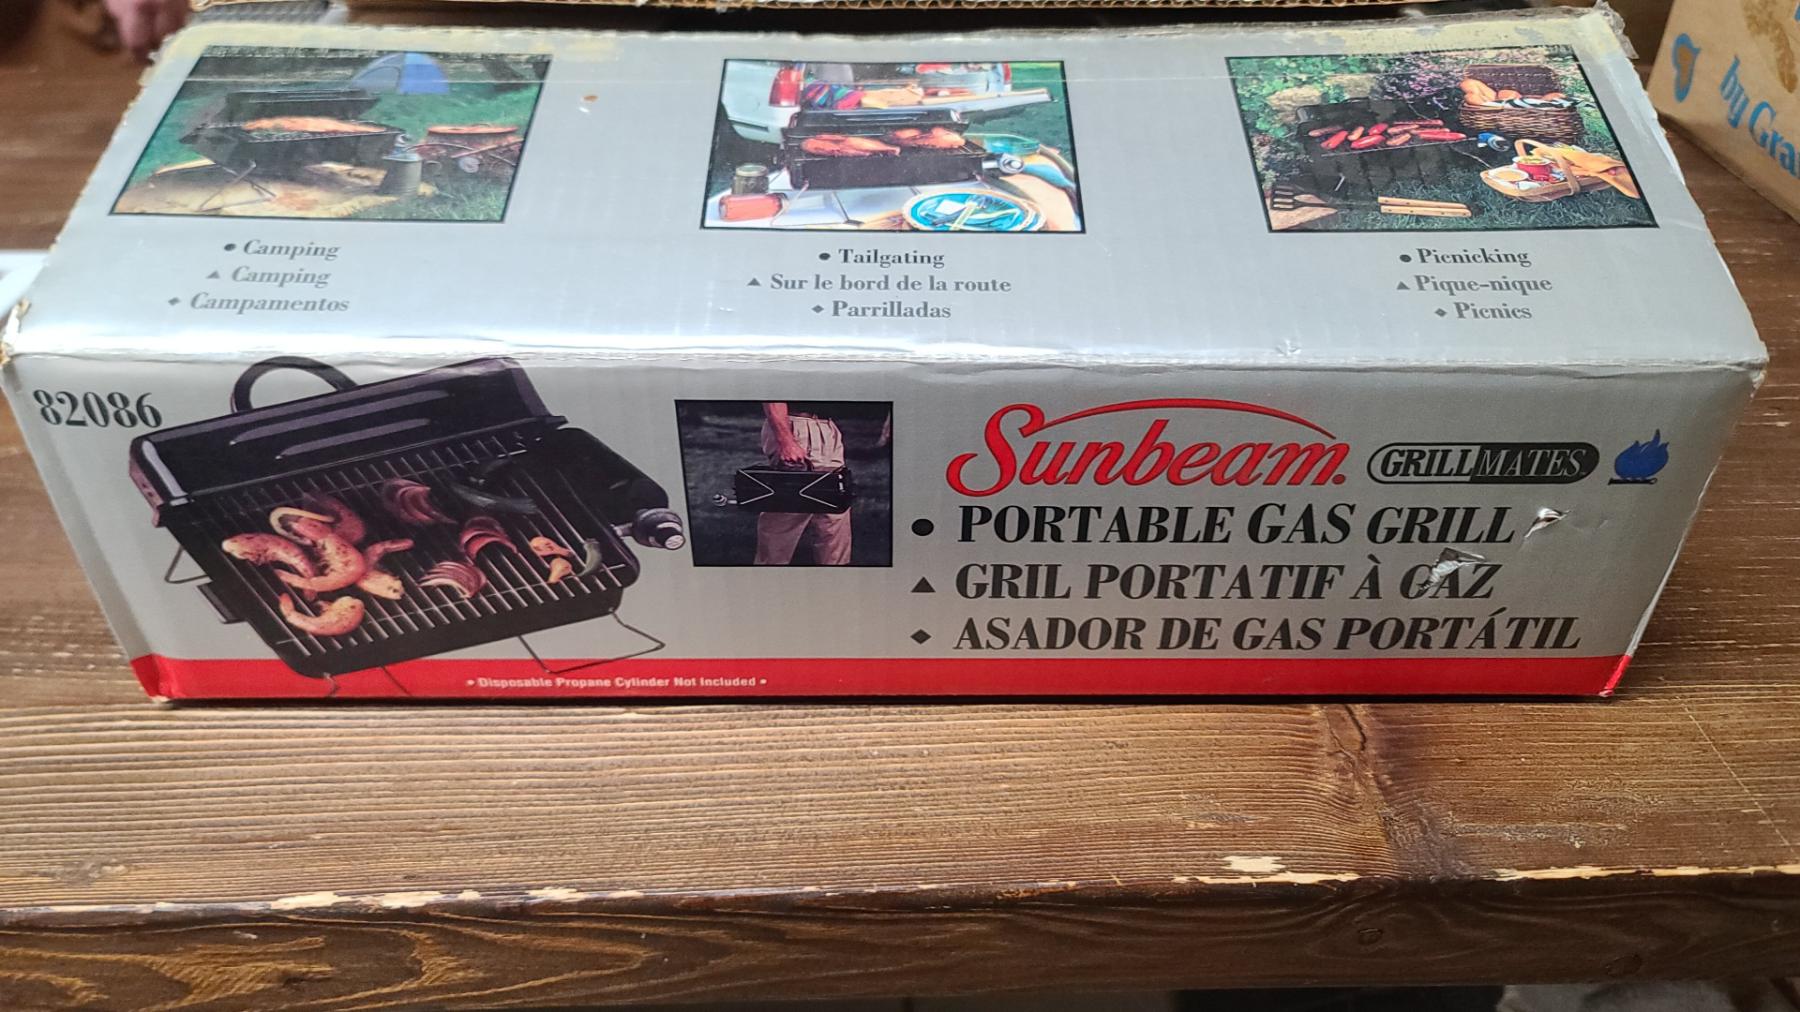 • Camping
▲ Camping
◆ Campamentos
• Tailgating
▲ Sur le bord de la route
◆ Parrilladas
• Picnicking
▲ Pique-nique
◆ Picnics
82086
Sunbeam. GRILLMATES
• PORTABLE GAS GRILL
▲ GRIL PORTATIF À GAZ
◆ ASADOR DE GAS PORTÁTIL
• Disposable Propane Cylinder Not Included •
by